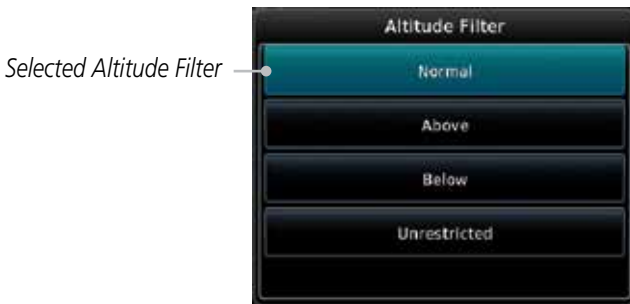 Altitude Filter
Selected Altitude Filter
Normal
Above
Below
Unrestricted